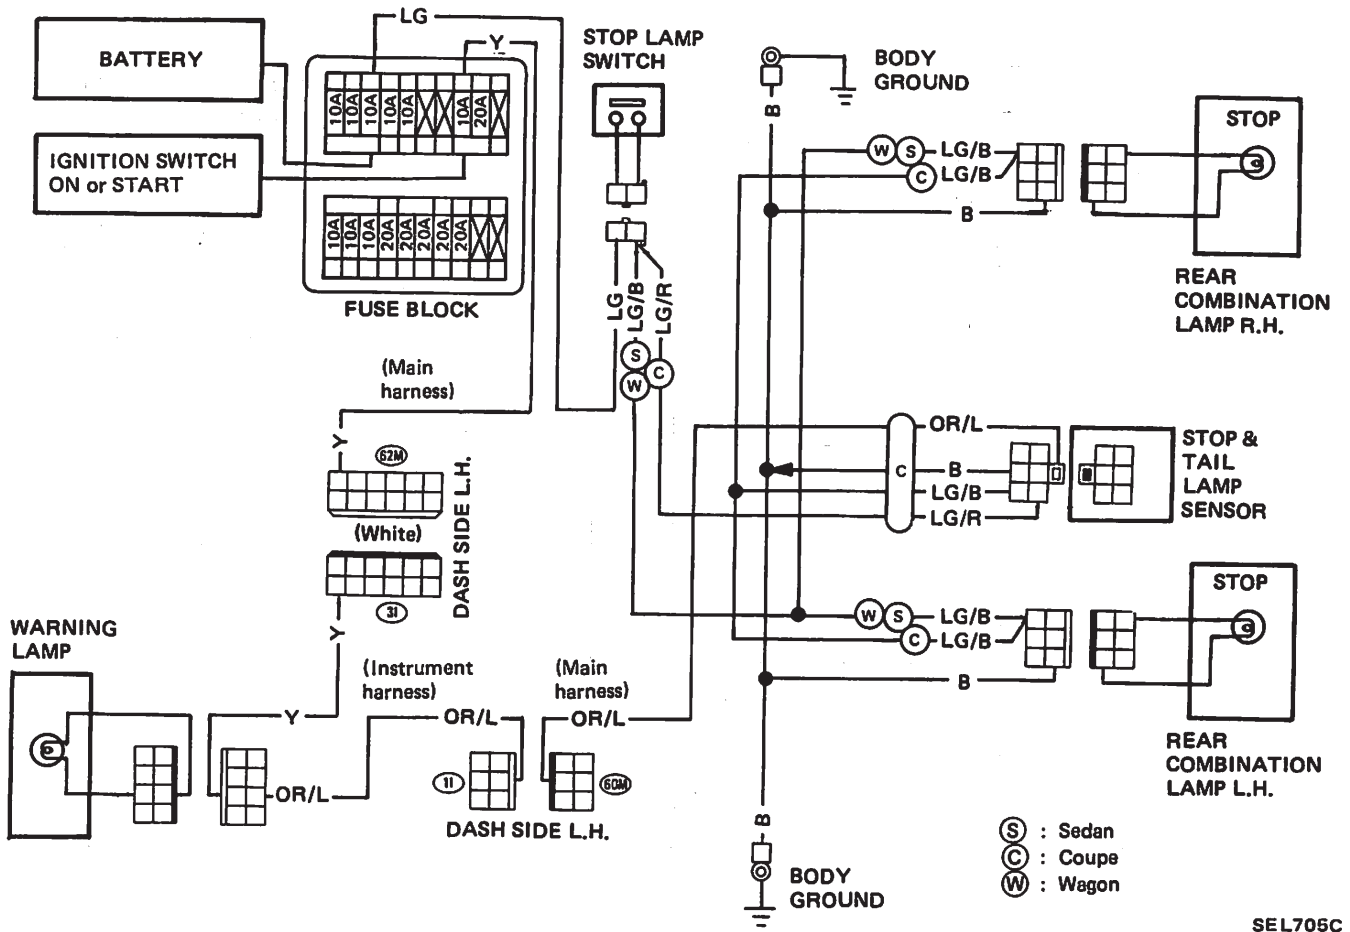 LG
Y
BATTERY
IGNITION SWITCH
ON or START
10A 10A 10A 10A 10A 10A 20A
10A 10A 10A 20A 20A 20A 20A 20A
FUSE BLOCK
STOP LAMP
SWITCH
LG
LG/B
LG/R
S
W
C
BODY
GROUND
B
W S LG/B
C LG/B
B
STOP
REAR
COMBINATION
LAMP R.H.
(Main
harness)
Y
62M
(White)
3I
DASH SIDE L.H.
Y
C
OR/L
B
LG/B
LG/R
STOP &
TAIL
LAMP
SENSOR
W S LG/B
C LG/B
B
STOP
REAR
COMBINATION
LAMP L.H.
WARNING
LAMP
Y
OR/L
(Instrument
harness)
OR/L
(Main
harness)
OR/L
1I
60M
DASH SIDE L.H.
B
BODY
GROUND
S : Sedan
C : Coupe
W : Wagon
SEL705C